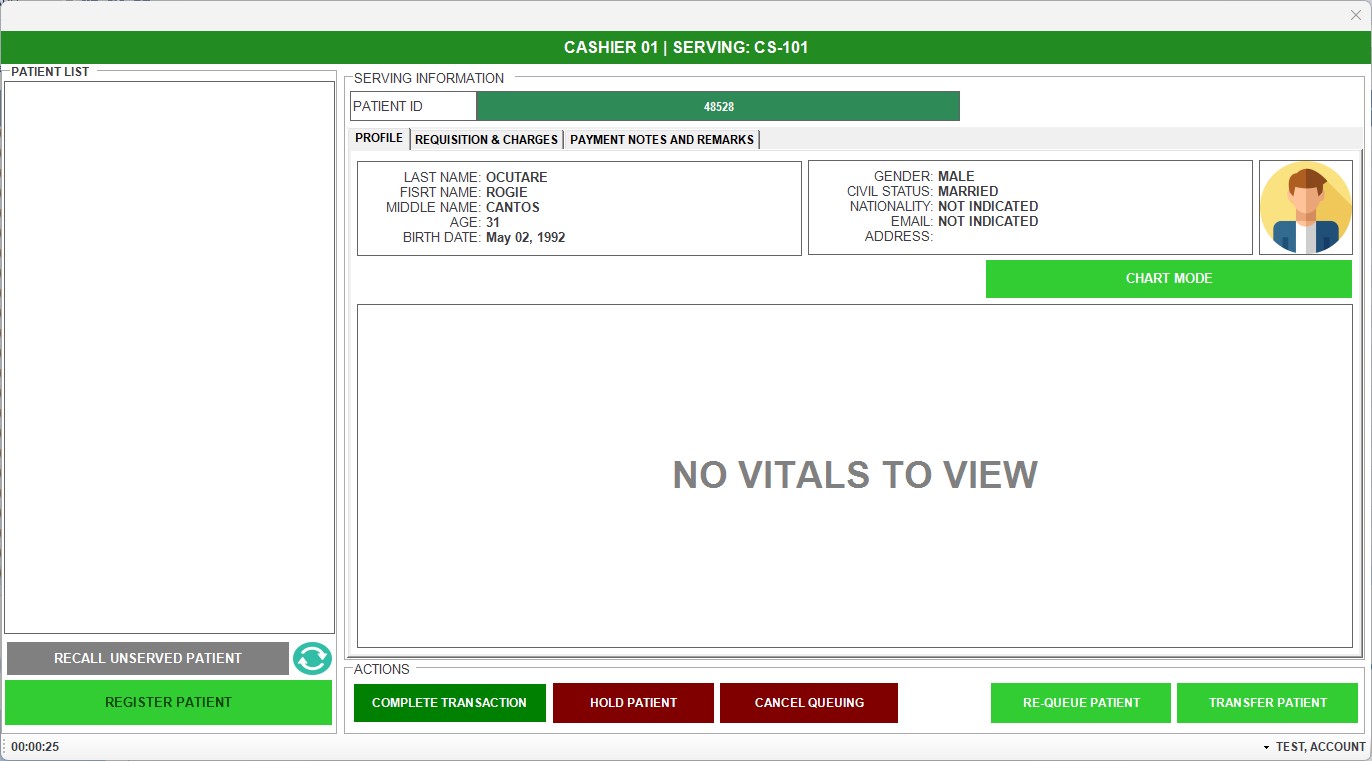 CASHIER 01 | SERVING: CS-101
PATIENT LIST
RECALL UNSERVED PATIENT
REGISTER PATIENT
SERVING INFORMATION
PATIENT ID 48528
PROFILE REQUISITION & CHARGES PAYMENT NOTES AND REMARKS
LAST NAME: OCUTARE
FISRT NAME: ROGIE
MIDDLE NAME: CANTOS
AGE: 31
BIRTH DATE: May 02, 1992
GENDER: MALE
CIVIL STATUS: MARRIED
NATIONALITY: NOT INDICATED
EMAIL: NOT INDICATED
ADDRESS:
CHART MODE
NO VITALS TO VIEW
ACTIONS
COMPLETE TRANSACTION HOLD PATIENT CANCEL QUEUING RE-QUEUE PATIENT TRANSFER PATIENT
00:00:25 TEST, ACCOUNT